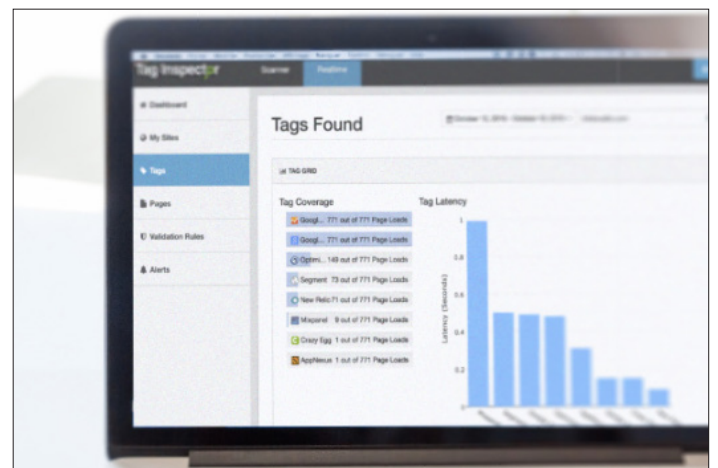 Tag Inspector
Scanner
Realtime
Dashboard
My Sites
Tags
Pages
Validation Rules
Alerts
Tags Found
TAG GRID
Tag Coverage
Googl... 771 out of 771 Page Loads
Googl... 771 out of 771 Page Loads
Optimi... 149 out of 771 Page Loads
Segment 73 out of 771 Page Loads
New Relic 71 out of 771 Page Loads
Mixpanel 9 out of 771 Page Loads
Crazy Egg 1 out of 771 Page Loads
AppNexus 1 out of 771 Page Loads
Tag Latency
Latency (Seconds)
1
0.8
0.6
0.4
0.2
0